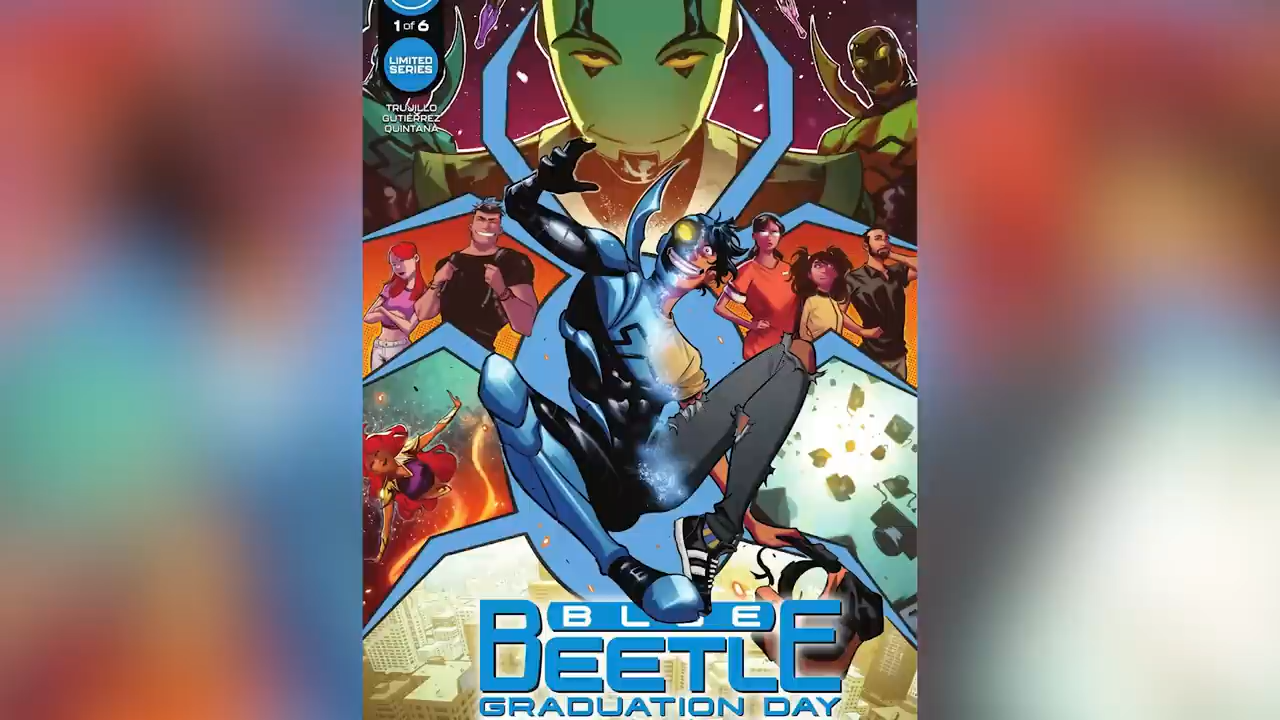 1 of 6
LIMITED
SERIES
TRUJILLO
GUTIÉRREZ
QUINTANA
BLUE
BEETLE
GRADUATION DAY